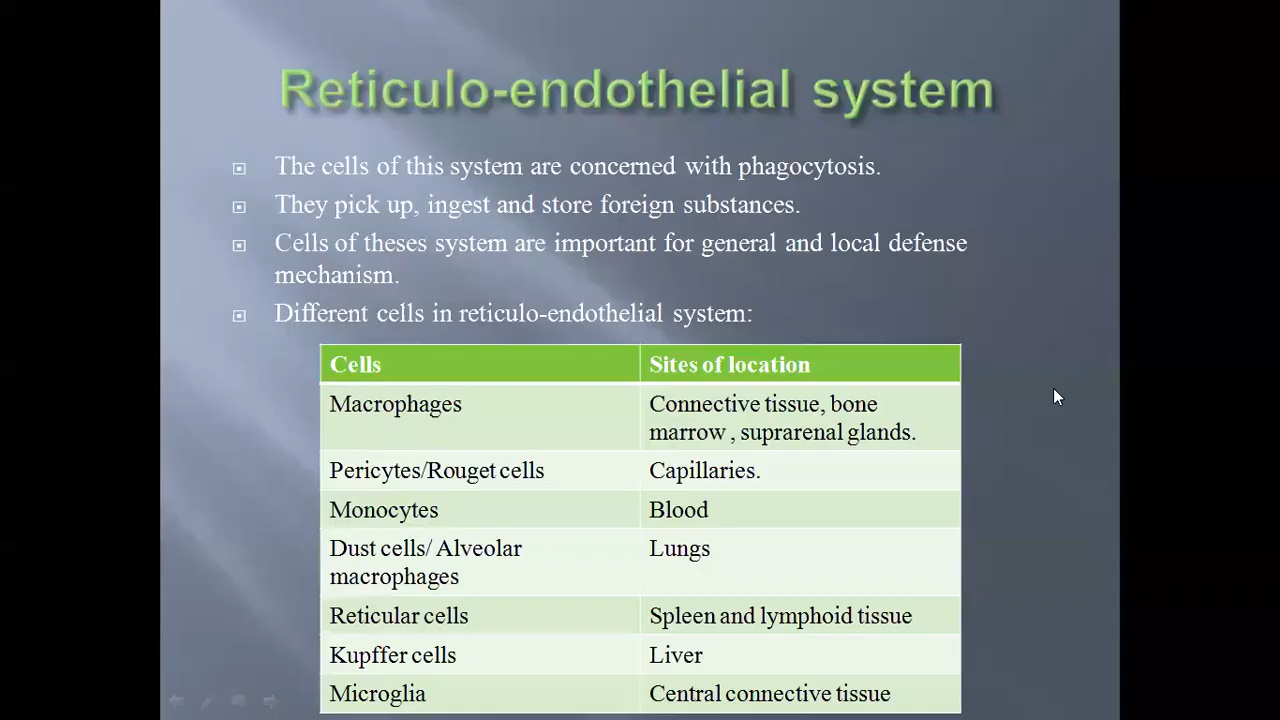 Reticulo-endothelial system
The cells of this system are concerned with phagocytosis.
They pick up, ingest and store foreign substances.
Cells of theses system are important for general and local defense
mechanism.
Different cells in reticulo-endothelial system:
Cells
Sites of location
Macrophages
Connective tissue, bone
marrow , suprarenal glands.
Pericytes/Rouget cells
Capillaries.
Monocytes
Blood
Dust cells/ Alveolar
macrophages
Lungs
Reticular cells
Spleen and lymphoid tissue
Kupffer cells
Liver
Microglia
Central connective tissue